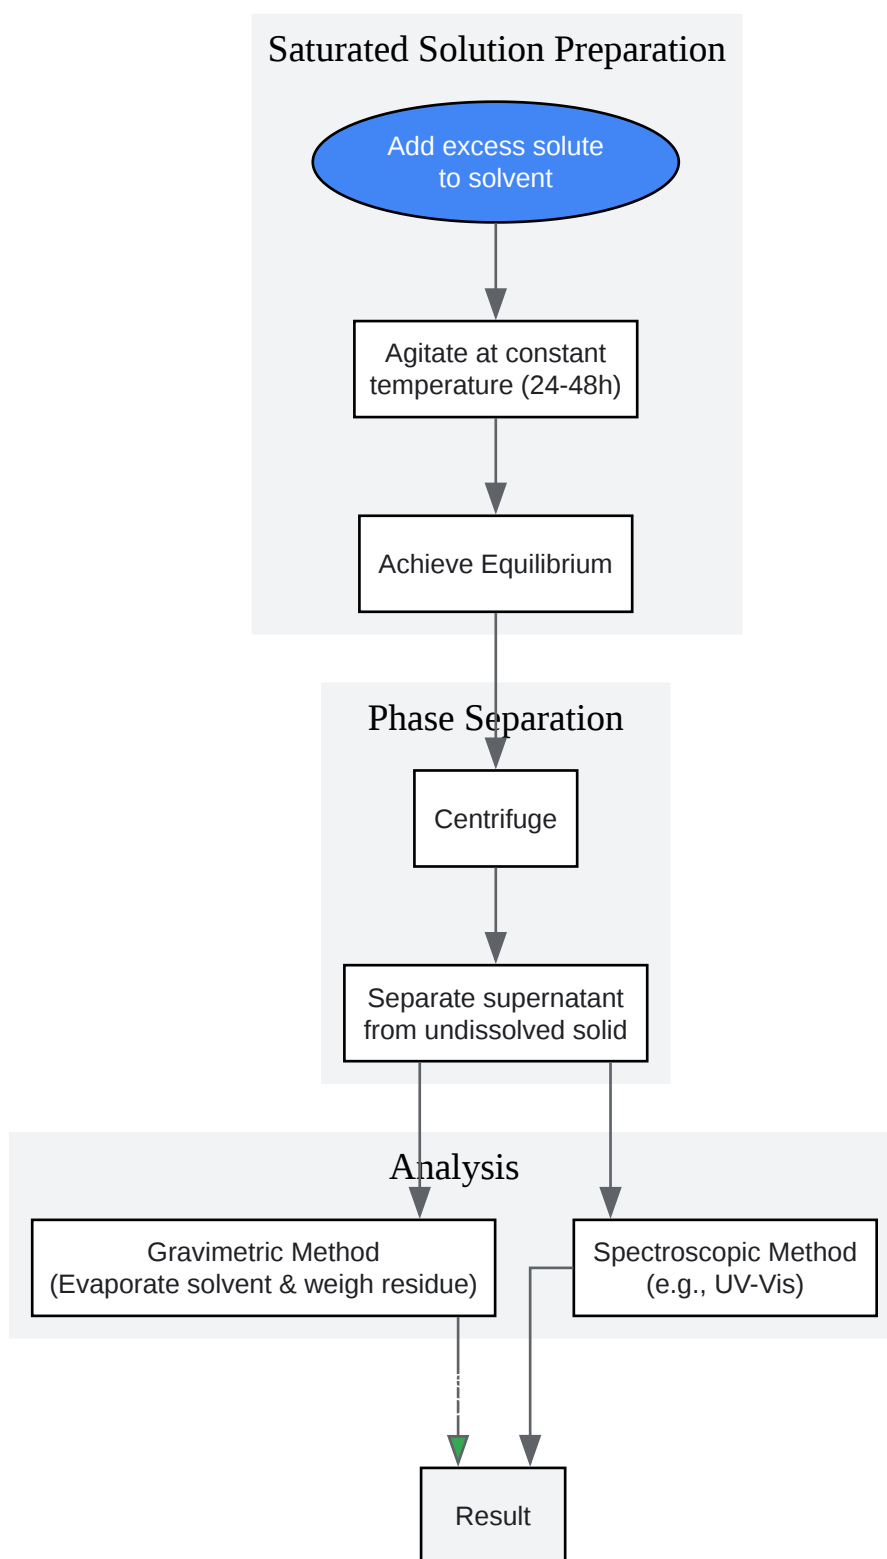 Saturated Solution Preparation
Add excess solute
to solvent
Agitate at constant
temperature (24-48h)
Achieve Equilibrium
Phase Separation
Centrifuge
Separate supernatant
from undissolved solid
Analysis
Gravimetric Method
(Evaporate solvent & weigh residue)
Spectroscopic Method
(e.g., UV-Vis)
Result